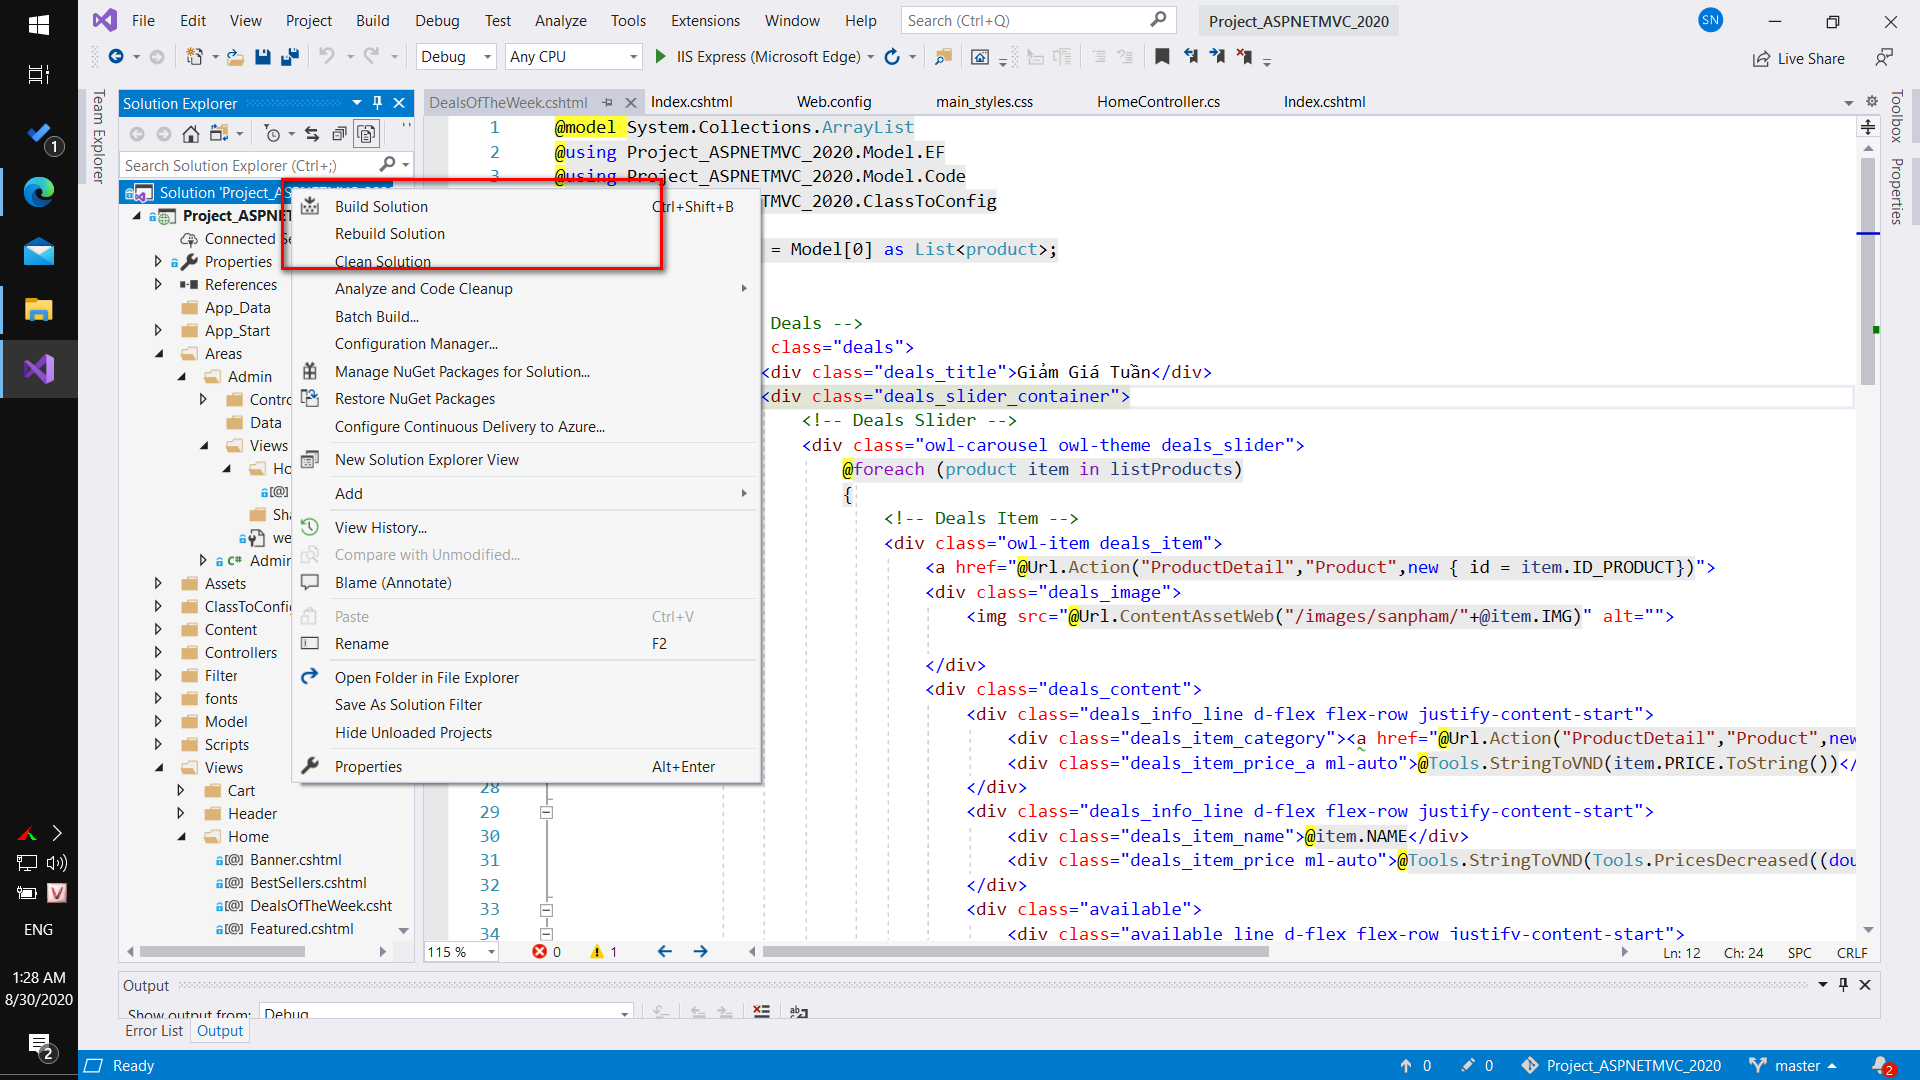 File Edit View Project Build Debug Test Analyze Tools Extensions Window Help Search (Ctrl+Q) Project_ASPNETMVC_2020 SN
Debug Any CPU IIS Express (Microsoft Edge) Live Share
Team Explorer
Solution Explorer
Search Solution Explorer (Ctrl+;)
Solution 'Project_AS
Project_ASPNET
Connected Se
Properties
References
App_Data
App_Start
Areas
Admin
Contro
Data
Views
Ho
[@]
Sha
we
C# Admin
Assets
ClassToConfig
Content
Controllers
Filter
fonts
Model
Scripts
Views
Cart
Header
Home
[@] Banner.cshtml
[@] BestSellers.cshtml
[@] DealsOfTheWeek.csht
[@] Featured.cshtml
Build Solution Ctrl+Shift+B
Rebuild Solution
Clean Solution
Analyze and Code Cleanup
Batch Build...
Configuration Manager...
Manage NuGet Packages for Solution...
Restore NuGet Packages
Configure Continuous Delivery to Azure...
New Solution Explorer View
Add
View History...
Compare with Unmodified...
Blame (Annotate)
Paste Ctrl+V
Rename F2
Open Folder in File Explorer
Save As Solution Filter
Hide Unloaded Projects
Properties Alt+Enter
DealsOfTheWeek.cshtml Index.cshtml Web.config main_styles.css HomeController.cs Index.cshtml
1 @model System.Collections.ArrayList
2 @using Project_ASPNETMVC_2020.Model.EF
3 @using Project_ASPNETMVC_2020.Model.Code
TMVC_2020.ClassToConfig
= Model[0] as List<product>;
Deals -->
class="deals">
<div class="deals_title">Giảm Giá Tuần</div>
<div class="deals_slider_container">
<!-- Deals Slider -->
<div class="owl-carousel owl-theme deals_slider">
@foreach (product item in listProducts)
{
<!-- Deals Item -->
<div class="owl-item deals_item">
<a href="@Url.Action("ProductDetail","Product",new { id = item.ID_PRODUCT})">
<div class="deals_image">
<img src="@Url.ContentAssetWeb("/images/sanpham/"+@item.IMG)" alt="">
</div>
<div class="deals_content">
<div class="deals_info_line d-flex flex-row justify-content-start">
<div class="deals_item_category"><a href="@Url.Action("ProductDetail","Product",new
<div class="deals_item_price_a ml-auto">@Tools.StringToVND(item.PRICE.ToString())</
28 </div>
29 <div class="deals_info_line d-flex flex-row justify-content-start">
30 <div class="deals_item_name">@item.NAME</div>
31 <div class="deals_item_price ml-auto">@Tools.StringToVND(Tools.PricesDecreased((dou
32 </div>
33 <div class="available">
34 <div class="available_line d-flex flex-row justify-content-start">
115 % 0 1 Ln: 12 Ch: 24 SPC CRLF
Toolbox
Properties
Output
Show output from: Debug
Error List Output
Ready 0 0 Project_ASPNETMVC_2020 master 2
1
V
ENG
1:28 AM
8/30/2020
2